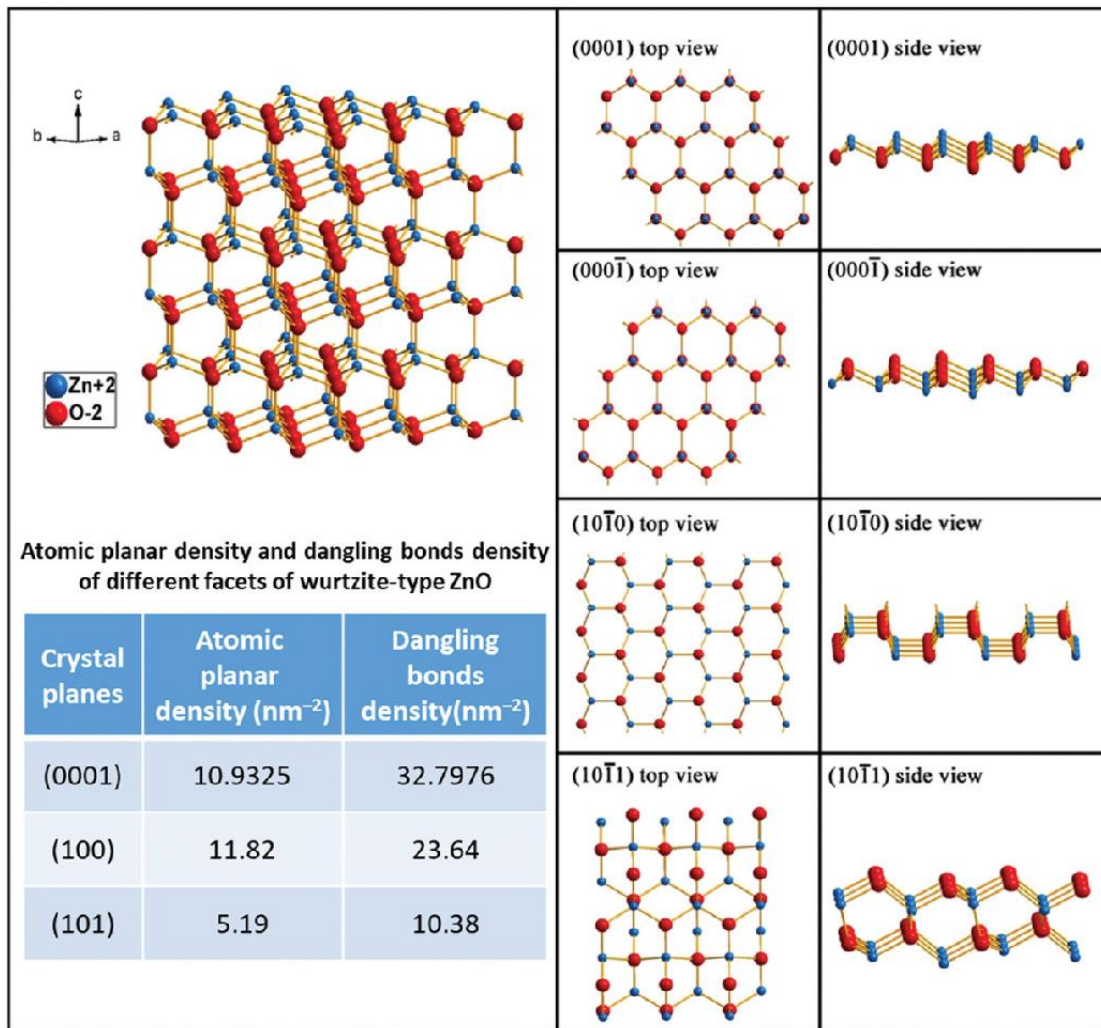 c
b
a
Zn+2
O-2
Atomic planar density and dangling bonds density
of different facets of wurtzite-type ZnO
Crystal planes | Atomic planar density (nm⁻²) | Dangling bonds density(nm⁻²)
(0001) | 10.9325 | 32.7976
(100) | 11.82 | 23.64
(101) | 5.19 | 10.38
(0001) top view
(0001) side view
(0001̅) top view
(0001̅) side view
(101̅0) top view
(101̅0) side view
(101̅1) top view
(101̅1) side view